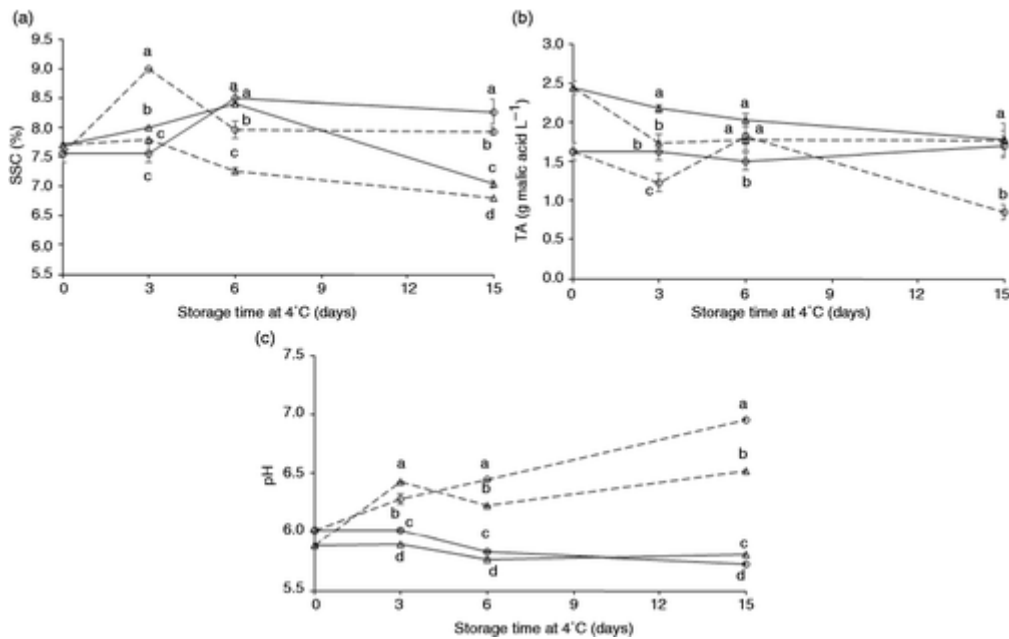 (a)
9.5
9.0
8.5
8.0
7.5
7.0
6.5
6.0
5.5
SSC (%)
a
b
c
c
a
a
b
c
a
b
c
d
0 3 6 9 12 15
Storage time at 4°C (days)
(b)
3.0
2.5
2.0
1.5
1.0
0.5
0.0
TA (g malic acid L⁻¹)
a
b
b
c
a
a
a
b
a
b
0 3 6 9 12 15
Storage time at 4°C (days)
(c)
7.5
7.0
6.5
6.0
5.5
pH
a
b
c
d
a
b
c
d
a
b
c
d
0 3 6 9 12 15
Storage time at 4°C (days)